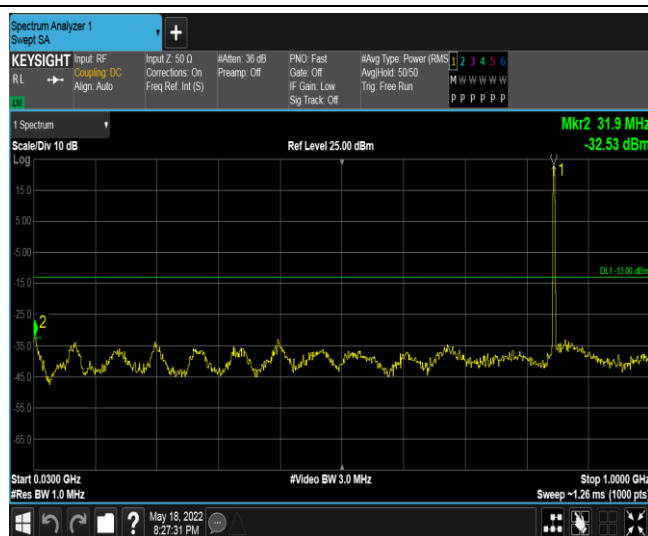 Spectrum Analyzer 1
Swept SA
+
KEYSIGHT
RL
LXI
Input: RF
Coupling: DC
Align: Auto
Input Z: 50 Ω
Corrections: On
Freq Ref: Int (S)
#Atten: 36 dB
Preamp: Off
PNO: Fast
Gate: Off
IF Gain: Low
Sig Track: Off
#Avg Type: Power (RMS
Avg|Hold: 50/50
Trig: Free Run
1 2 3 4 5 6
M W W W W W
P P P P P P
1 Spectrum
Mkr2 31.9 MHz
Scale/Div 10 dB
Ref Level 25.00 dBm
-32.53 dBm
Log
1
15.0
5.00
-5.00
DL1 -13.00 dBm
-15.0
-25.0
2
-35.0
-45.0
-55.0
-65.0
Start 0.0300 GHz
#Video BW 3.0 MHz
Stop 1.0000 GHz
#Res BW 1.0 MHz
Sweep ~1.26 ms (1000 pts)
?
May 18, 2022
8:27:31 PM